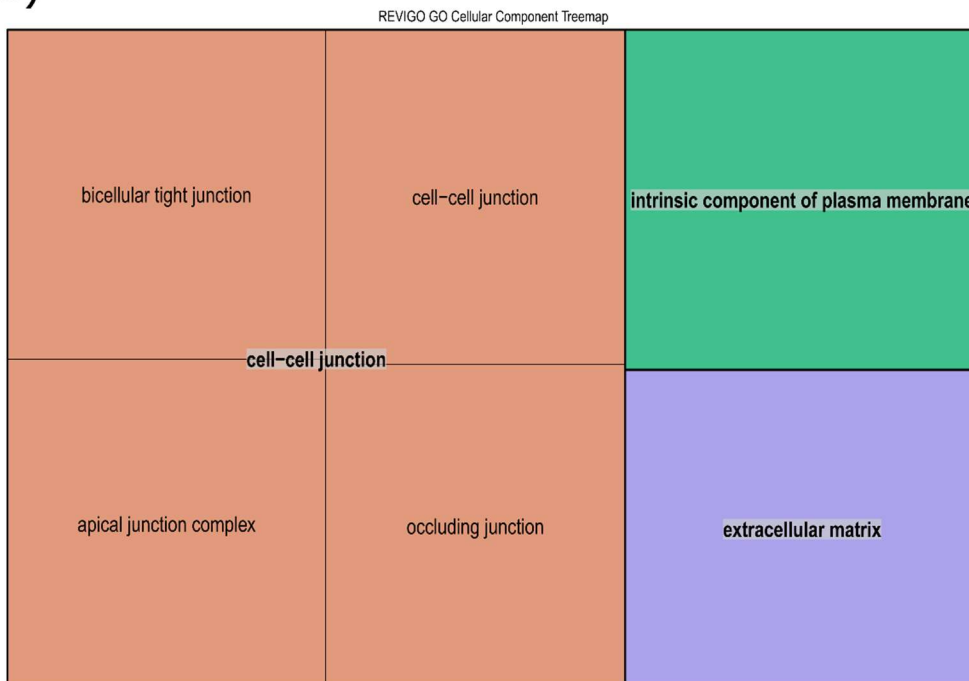 REVIGO GO Cellular Component Treemap
bicellular tight junction
cell−cell junction
intrinsic component of plasma membrane
cell−cell junction
apical junction complex
occluding junction
extracellular matrix